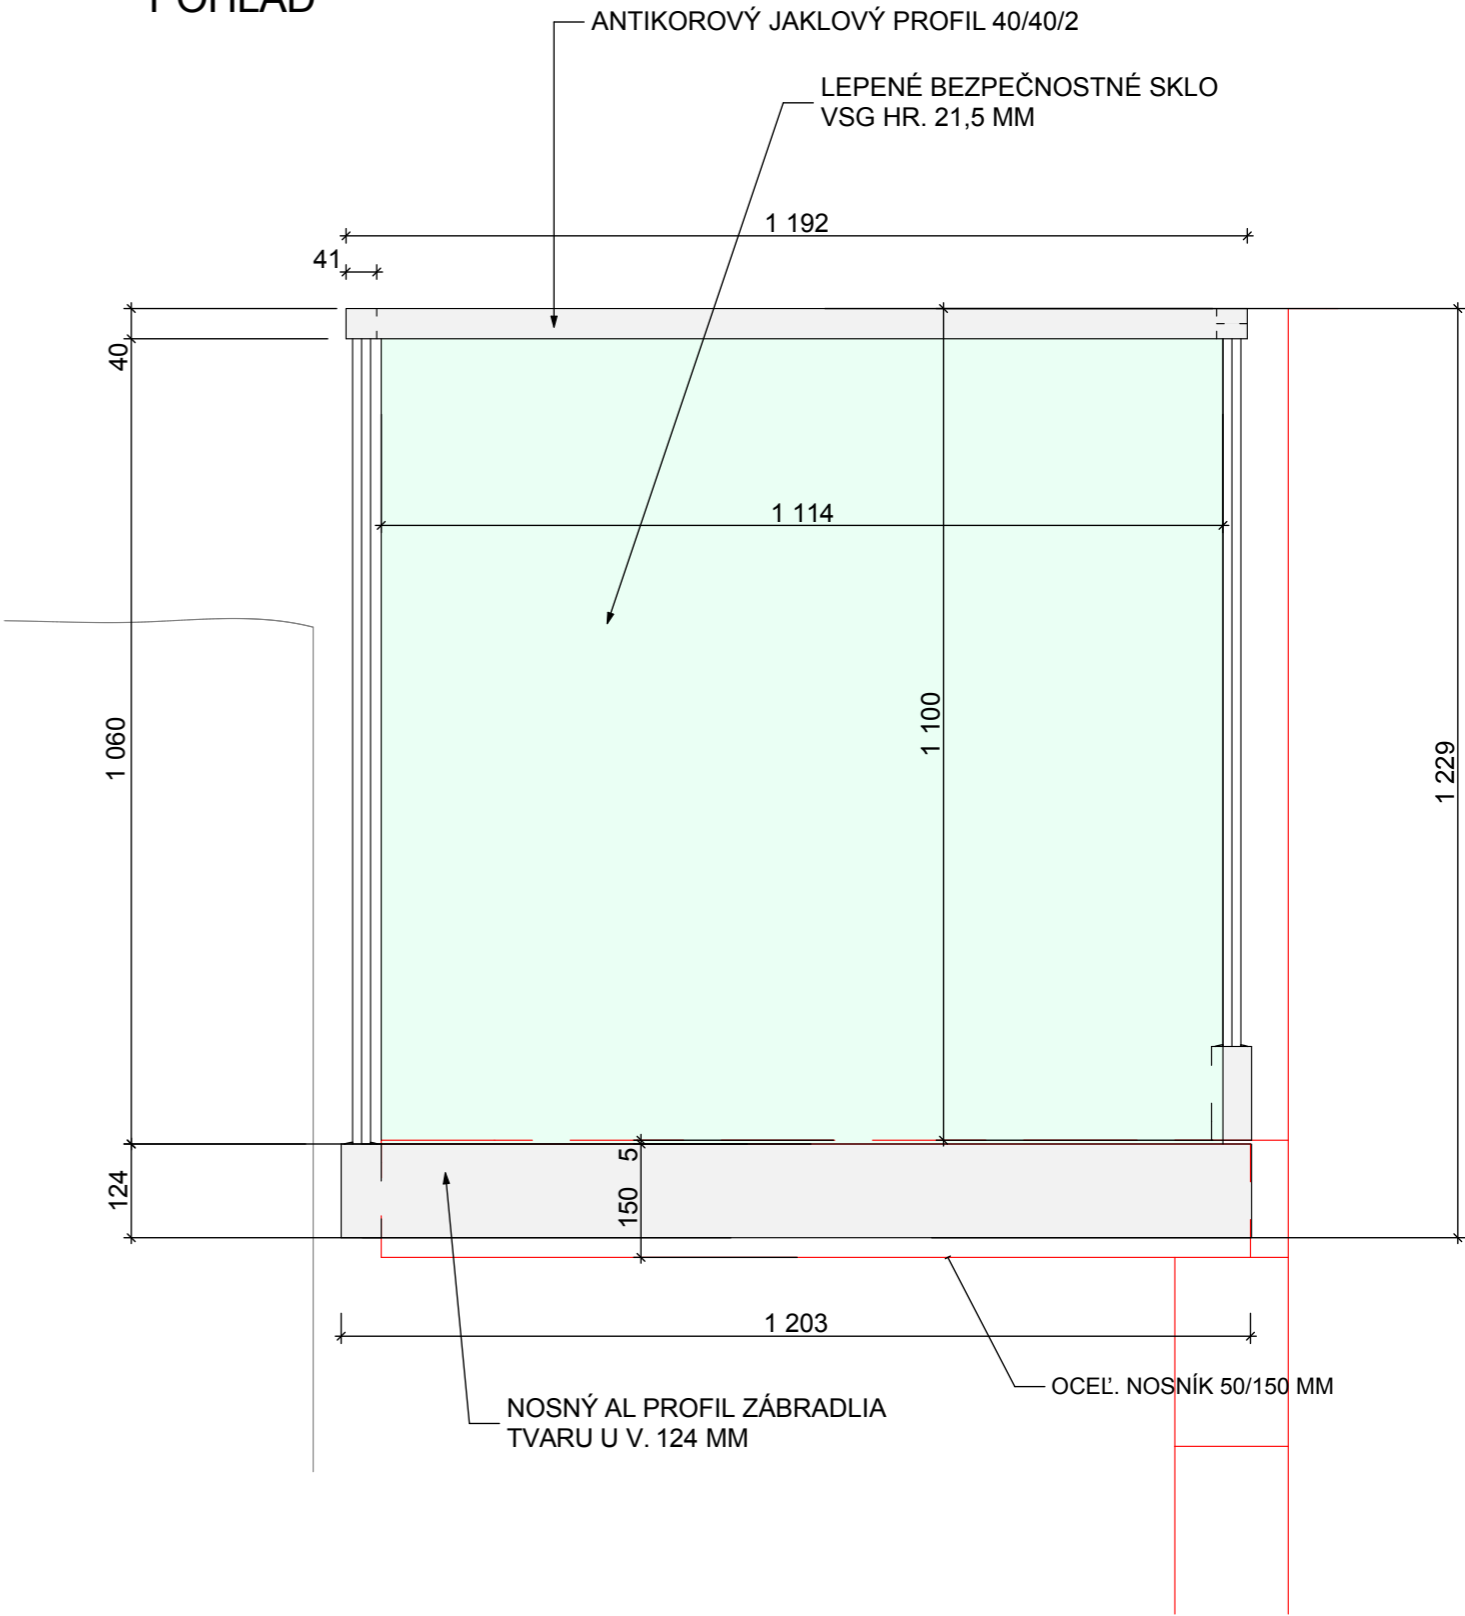 POHĽAD
ANTIKOROVÝ JAKLOVÝ PROFIL 40/40/2
LEPENÉ BEZPEČNOSTNÉ SKLO
VSG HR. 21,5 MM
1 192
41
40
1 114
1 100
1 060
1 229
5
150
124
1 203
OCEĽ. NOSNÍK 50/150 MM
NOSNÝ AL PROFIL ZÁBRADLIA
TVARU U V. 124 MM